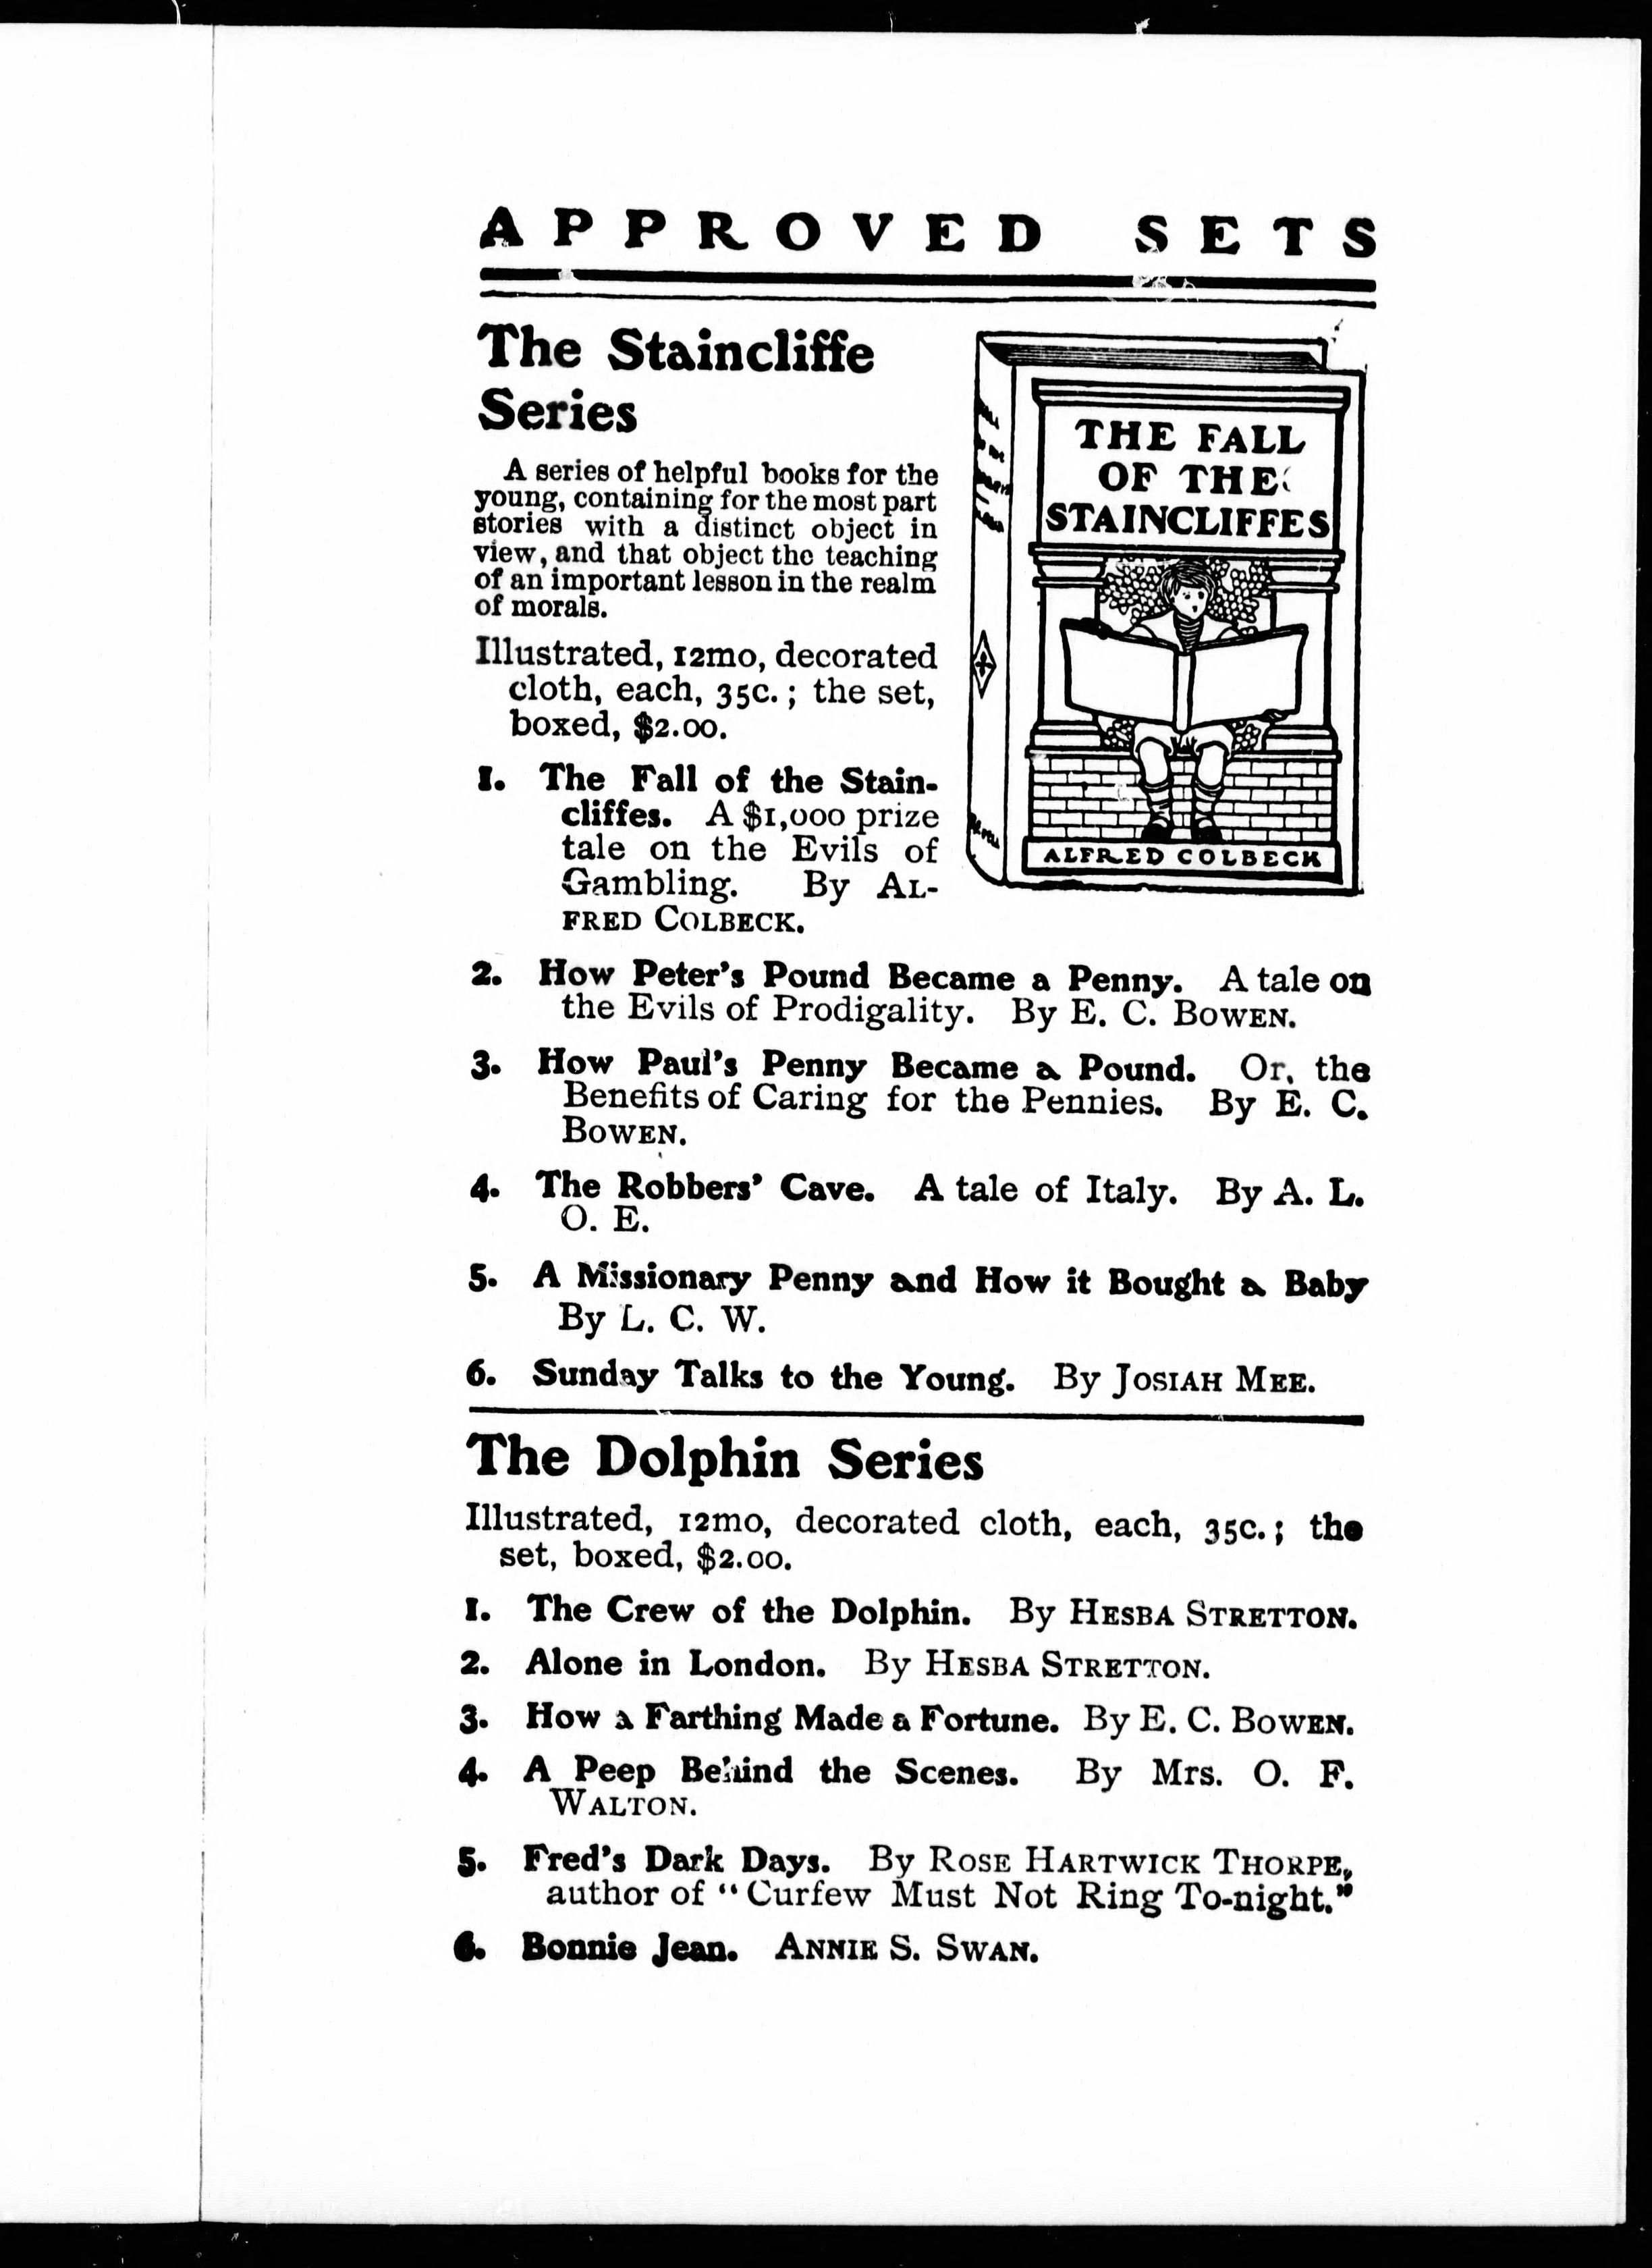 APPROVED SETS
The Staincliffe
Series
A series of helpful books for the
young, containing for the most part
stories with a distinct object in
view, and that object the teaching
of an important lesson in the realm
of morals.
Illustrated, 12mo, decorated
cloth, each, 35c.; the set,
boxed, $2.00.
1. The Fall of the Stain-
cliffes. A $1,000 prize
tale on the Evils of
Gambling. By AL-
FRED COLBECK.
THE FALL
OF THE
STAINCLIFFES
ALFRED COLBECK
2. How Peter's Pound Became a Penny. A tale on
the Evils of Prodigality. By E. C. BOWEN.
3. How Paul's Penny Became a Pound. Or, the
Benefits of Caring for the Pennies. By E. C.
BOWEN.
4. The Robbers' Cave. A tale of Italy. By A. L.
O. E.
5. A Missionary Penny and How it Bought a Baby
By L. C. W.
6. Sunday Talks to the Young. By JOSIAH MEE.
The Dolphin Series
Illustrated, 12mo, decorated cloth, each, 35c.; the
set, boxed, $2.00.
1. The Crew of the Dolphin. By HESBA STRETTON.
2. Alone in London. By HESBA STRETTON.
3. How a Farthing Made a Fortune. By E. C. BOWEN.
4. A Peep Behind the Scenes. By Mrs. O. F.
WALTON.
5. Fred's Dark Days. By ROSE HARTWICK THORPE,
author of "Curfew Must Not Ring To-night."
6. Bonnie Jean. ANNIE S. SWAN.